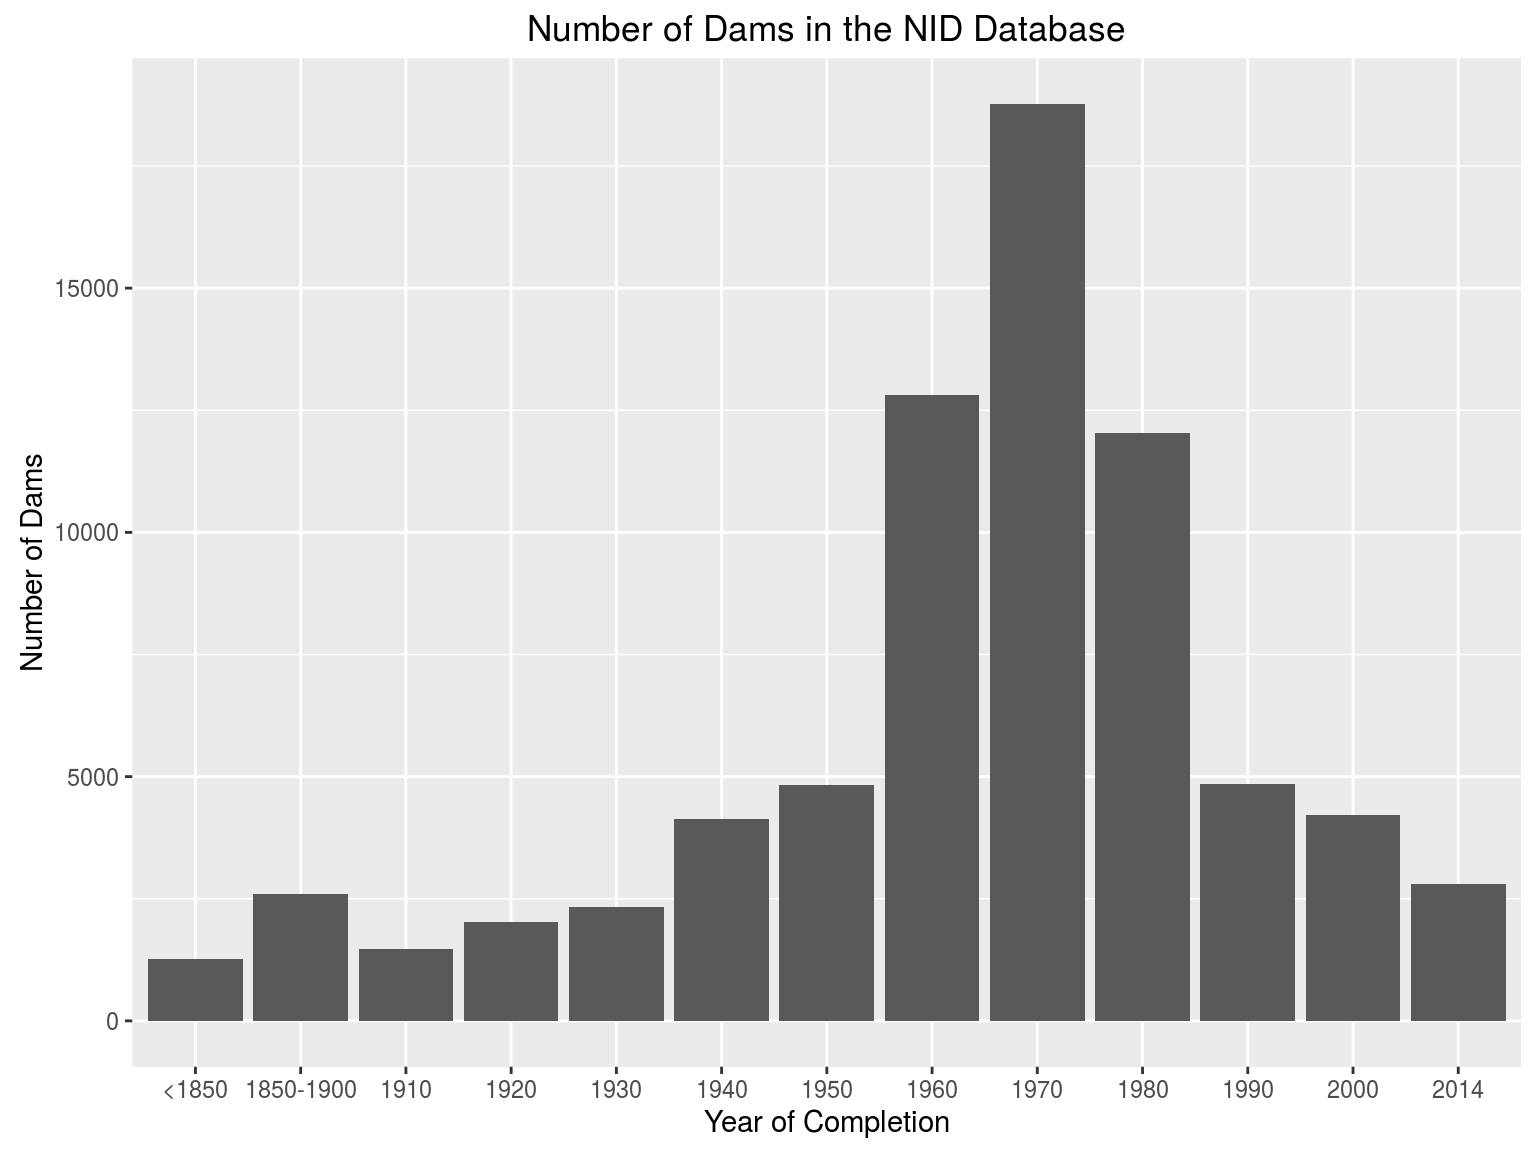 Number of Dams in the NID Database
Number of Dams
15000
10000
5000
0
<1850 1850-1900 1910 1920 1930 1940 1950 1960 1970 1980 1990 2000 2014
Year of Completion